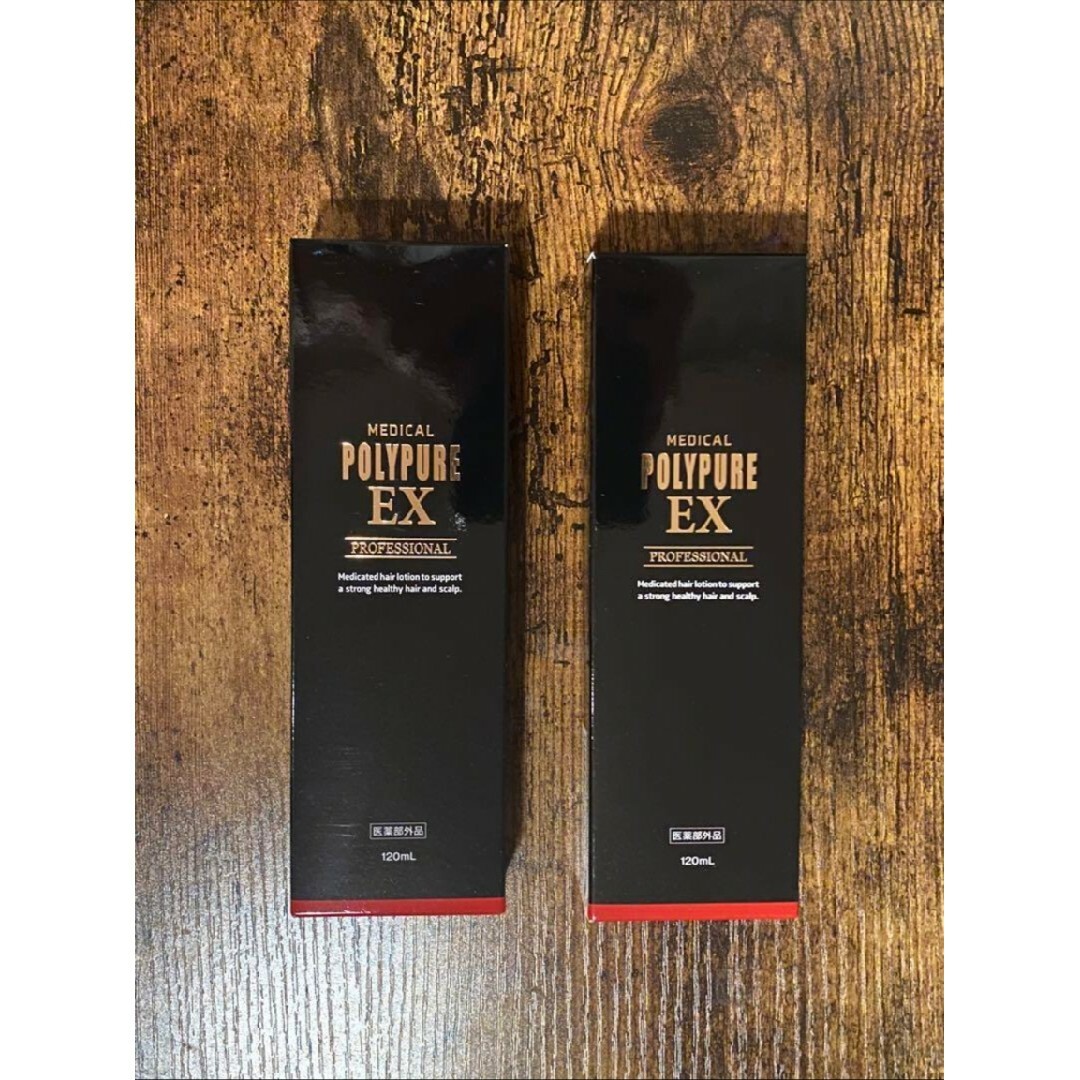 MEDICAL
POLYPURE
EX
PROFESSIONAL
Medicated hair lotion to support
a strong healthy hair and scalp.
医薬部外品
120mL
MEDICAL
POLYPURE
EX
PROFESSIONAL
Medicated hair lotion to support
a strong healthy hair and scalp.
医薬部外品
120mL